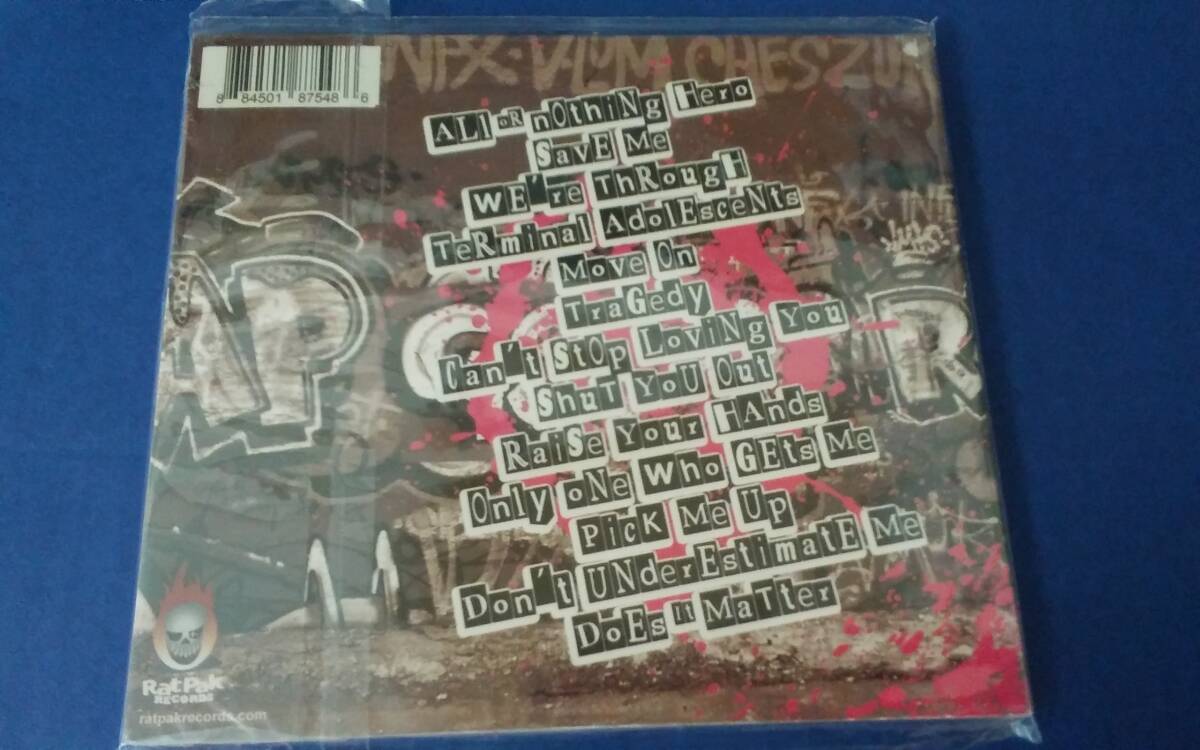 8 84501 87548 6
ALl oR nOthiNg Hero
SavE Me
WE're ThRougH
TeRminal AdolEsceNts
Move On
TraGedy
Can't StOp LoviNg You
ShuT YoU Out
RaiSe Your HAnds
Only oNe Who GEts Me
PicK Me Up
Don't UNderEstimatE Me
DoEs It MaTter
RatPak
RECORDS
ratpakrecords.com